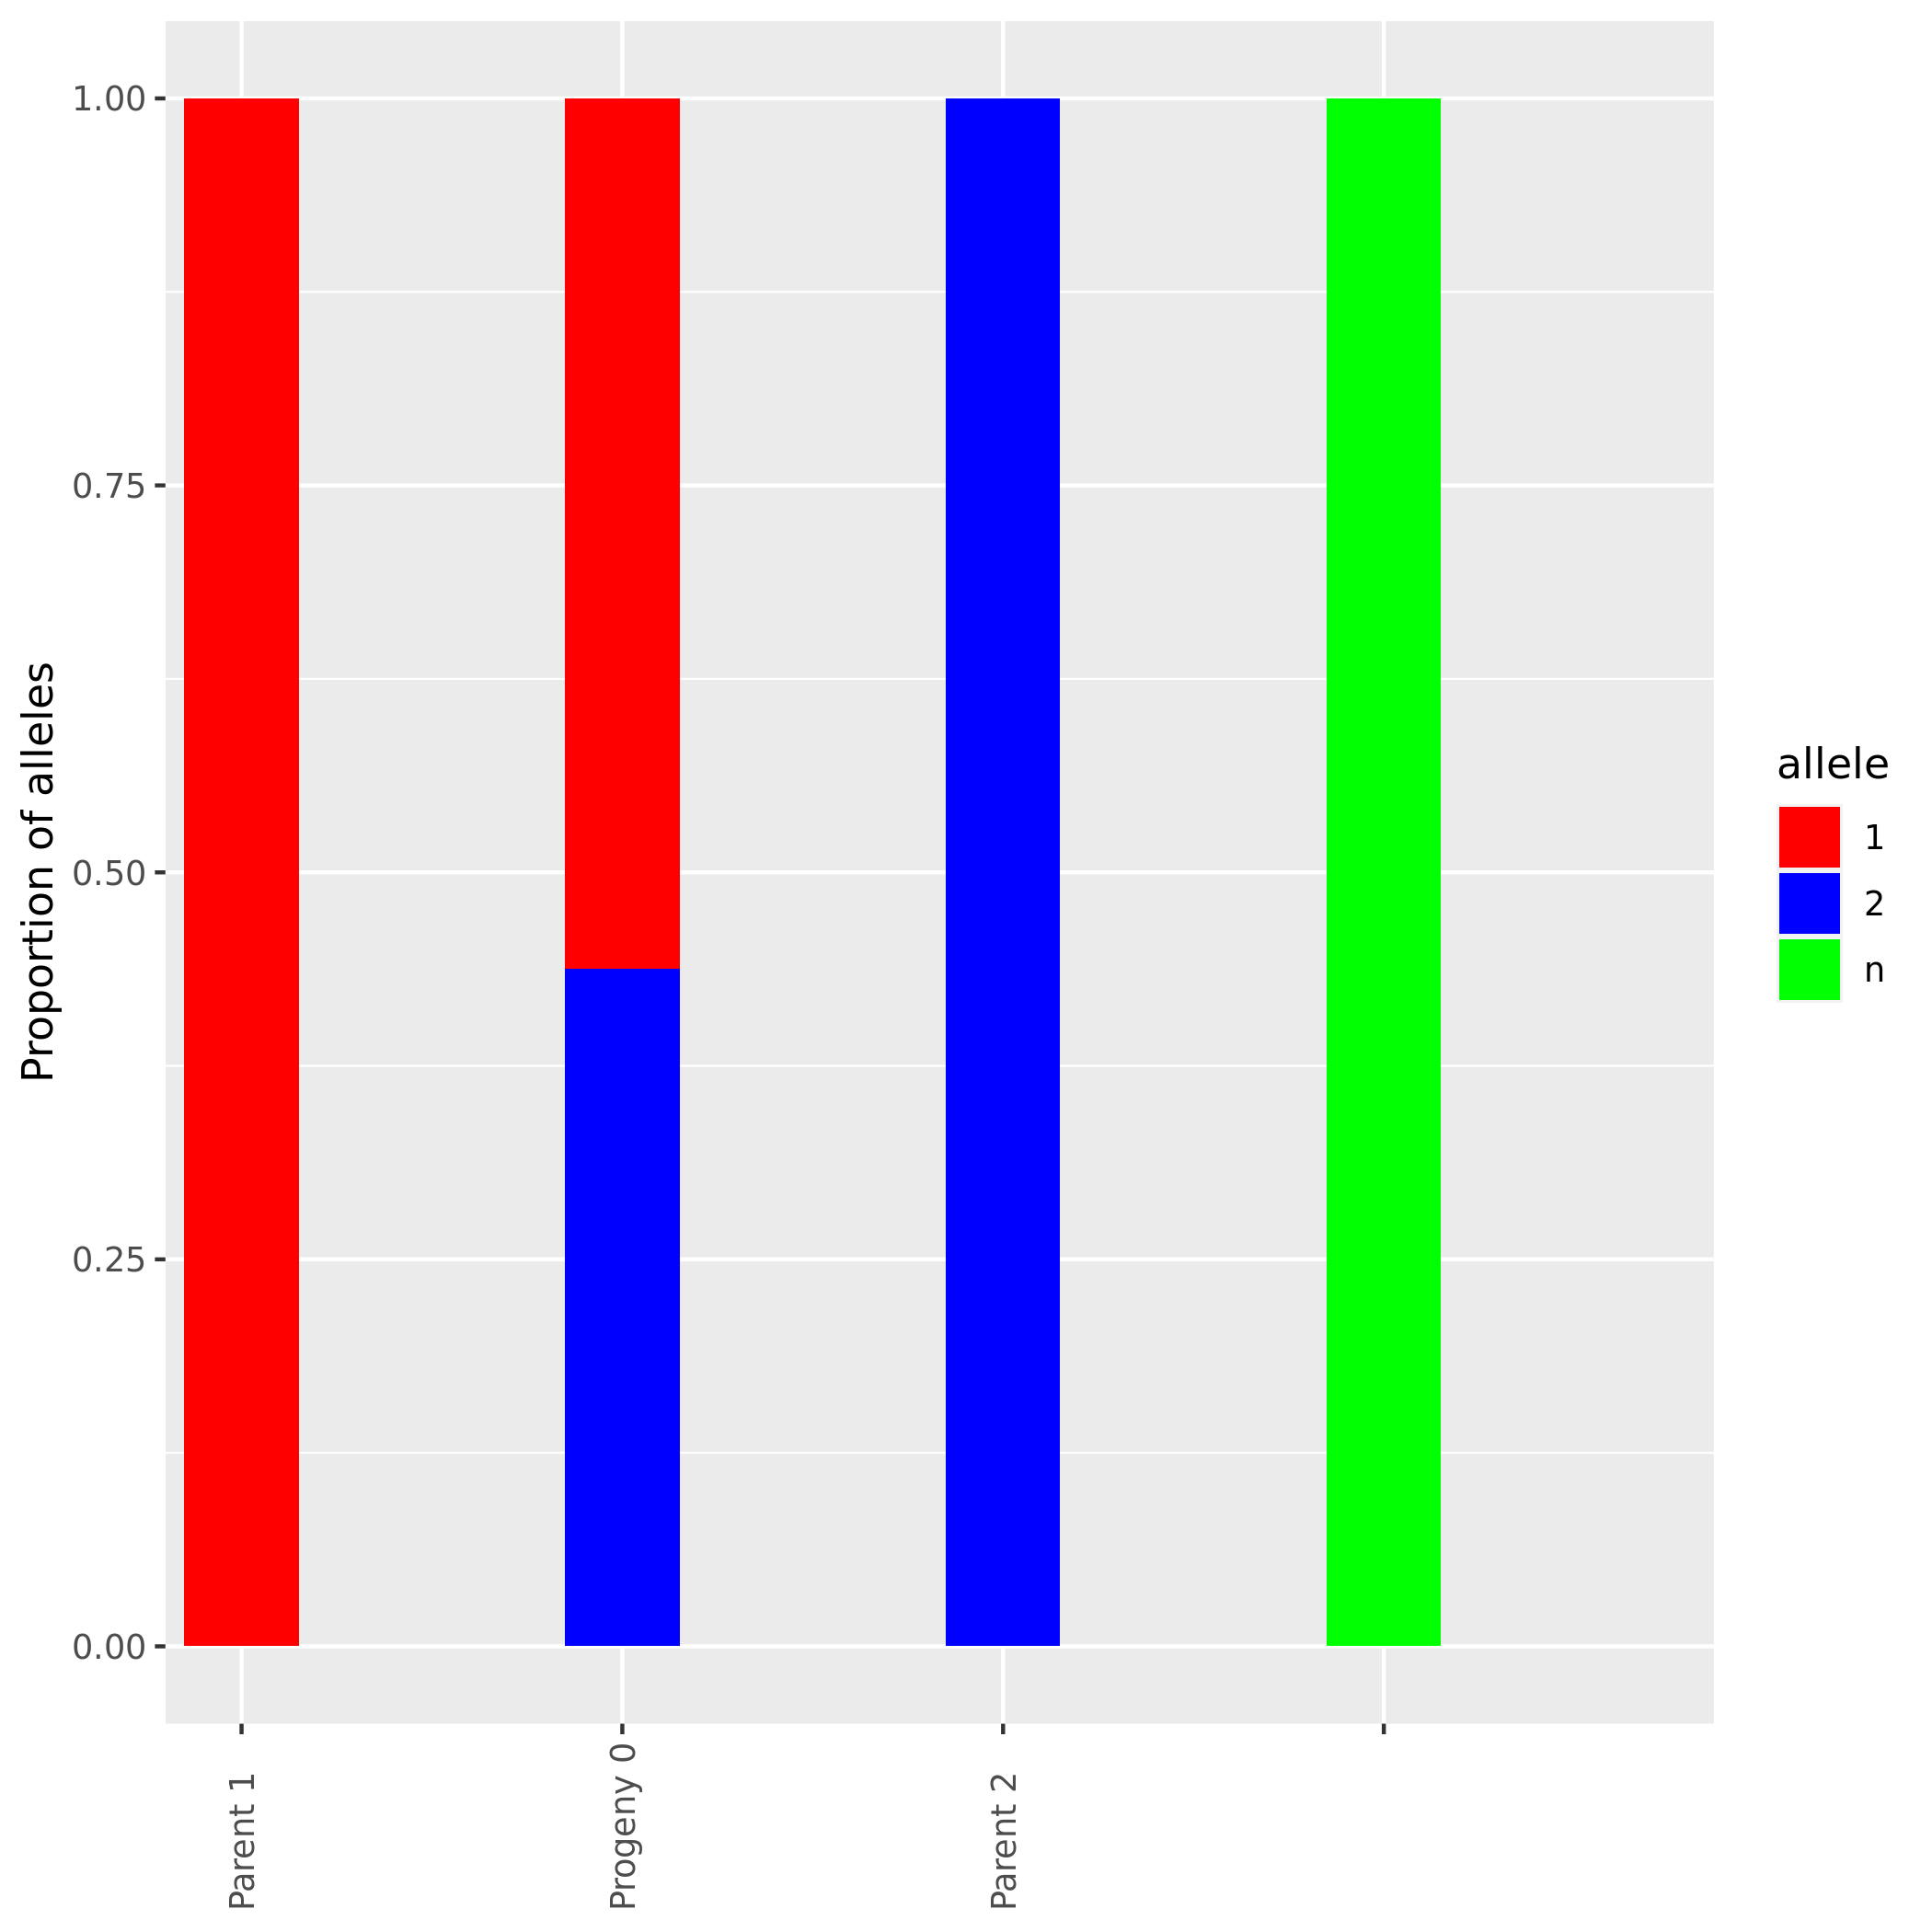 Proportion of alleles
1.00
0.75
0.50
0.25
0.00
Parent 1
Progeny 0
Parent 2
allele
1
2
n